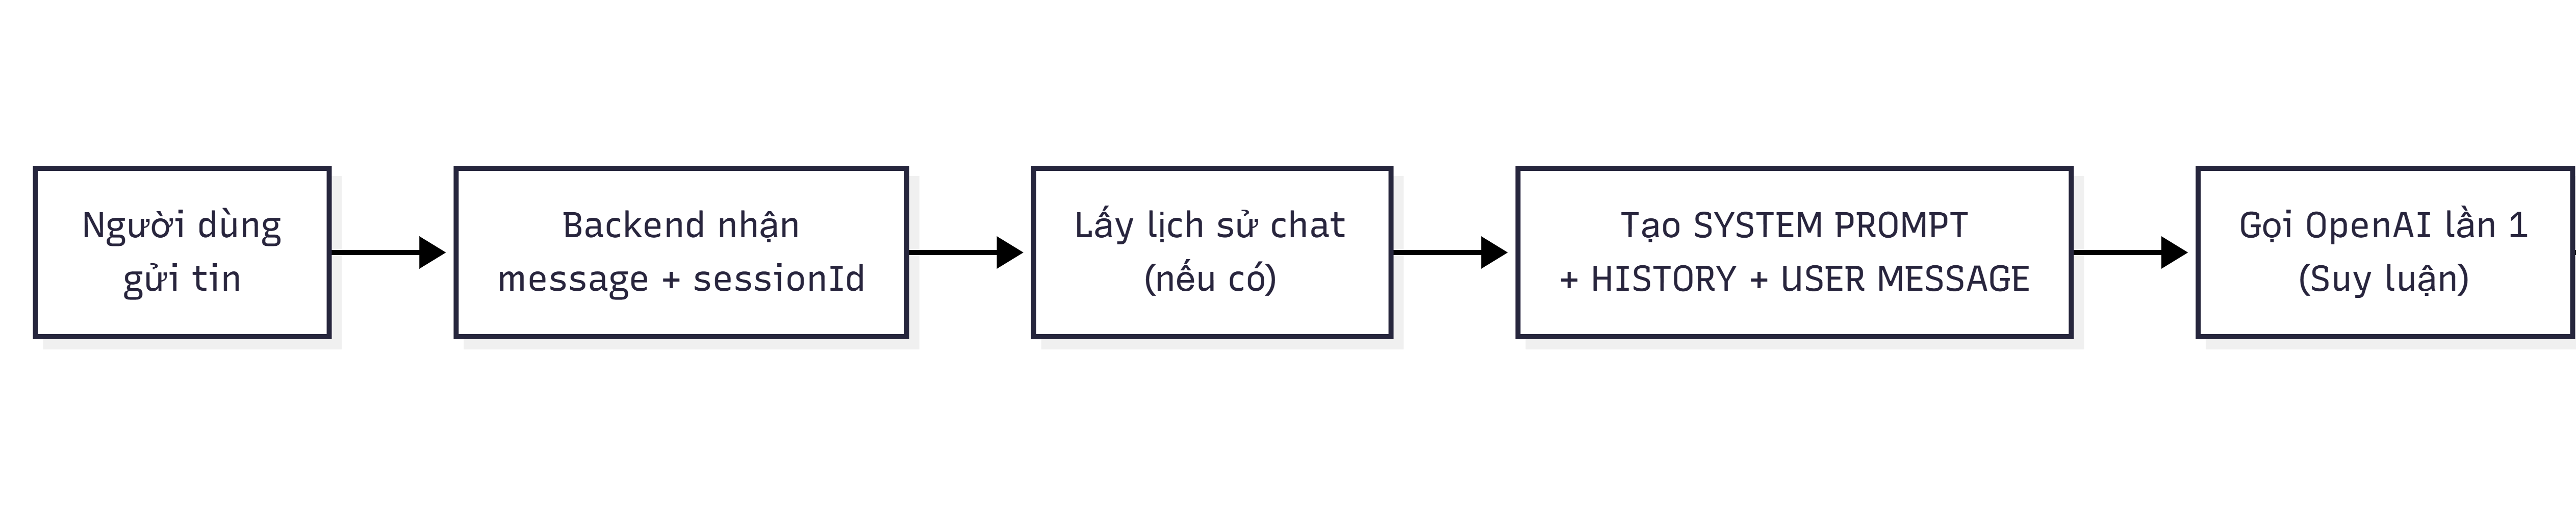 Người dùng
gửi tin
Backend nhận
message + sessionId
Lấy lịch sử chat
(nếu có)
Tạo SYSTEM PROMPT
+ HISTORY + USER MESSAGE
Gọi OpenAI lần 1
(Suy luận)